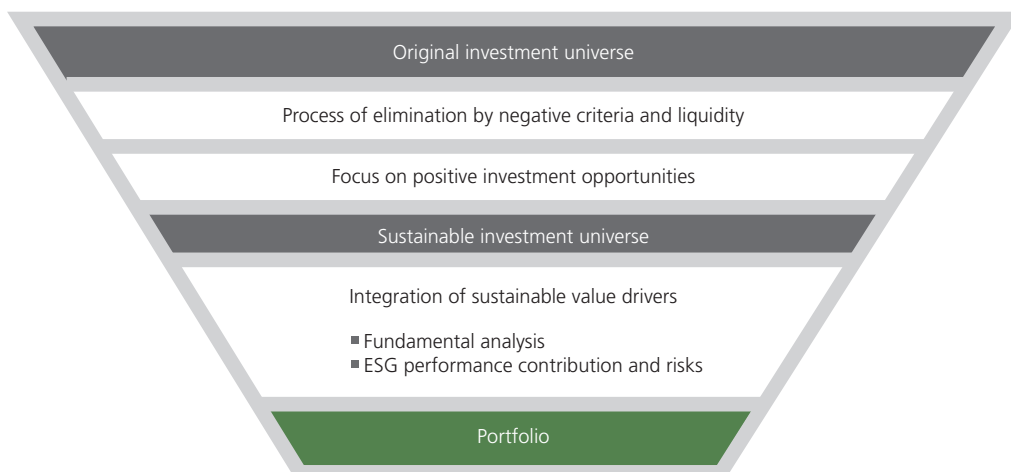 Original investment universe
Process of elimination by negative criteria and liquidity
Focus on positive investment opportunities
Sustainable investment universe
Integration of sustainable value drivers
▪ Fundamental analysis
▪ ESG performance contribution and risks
Portfolio